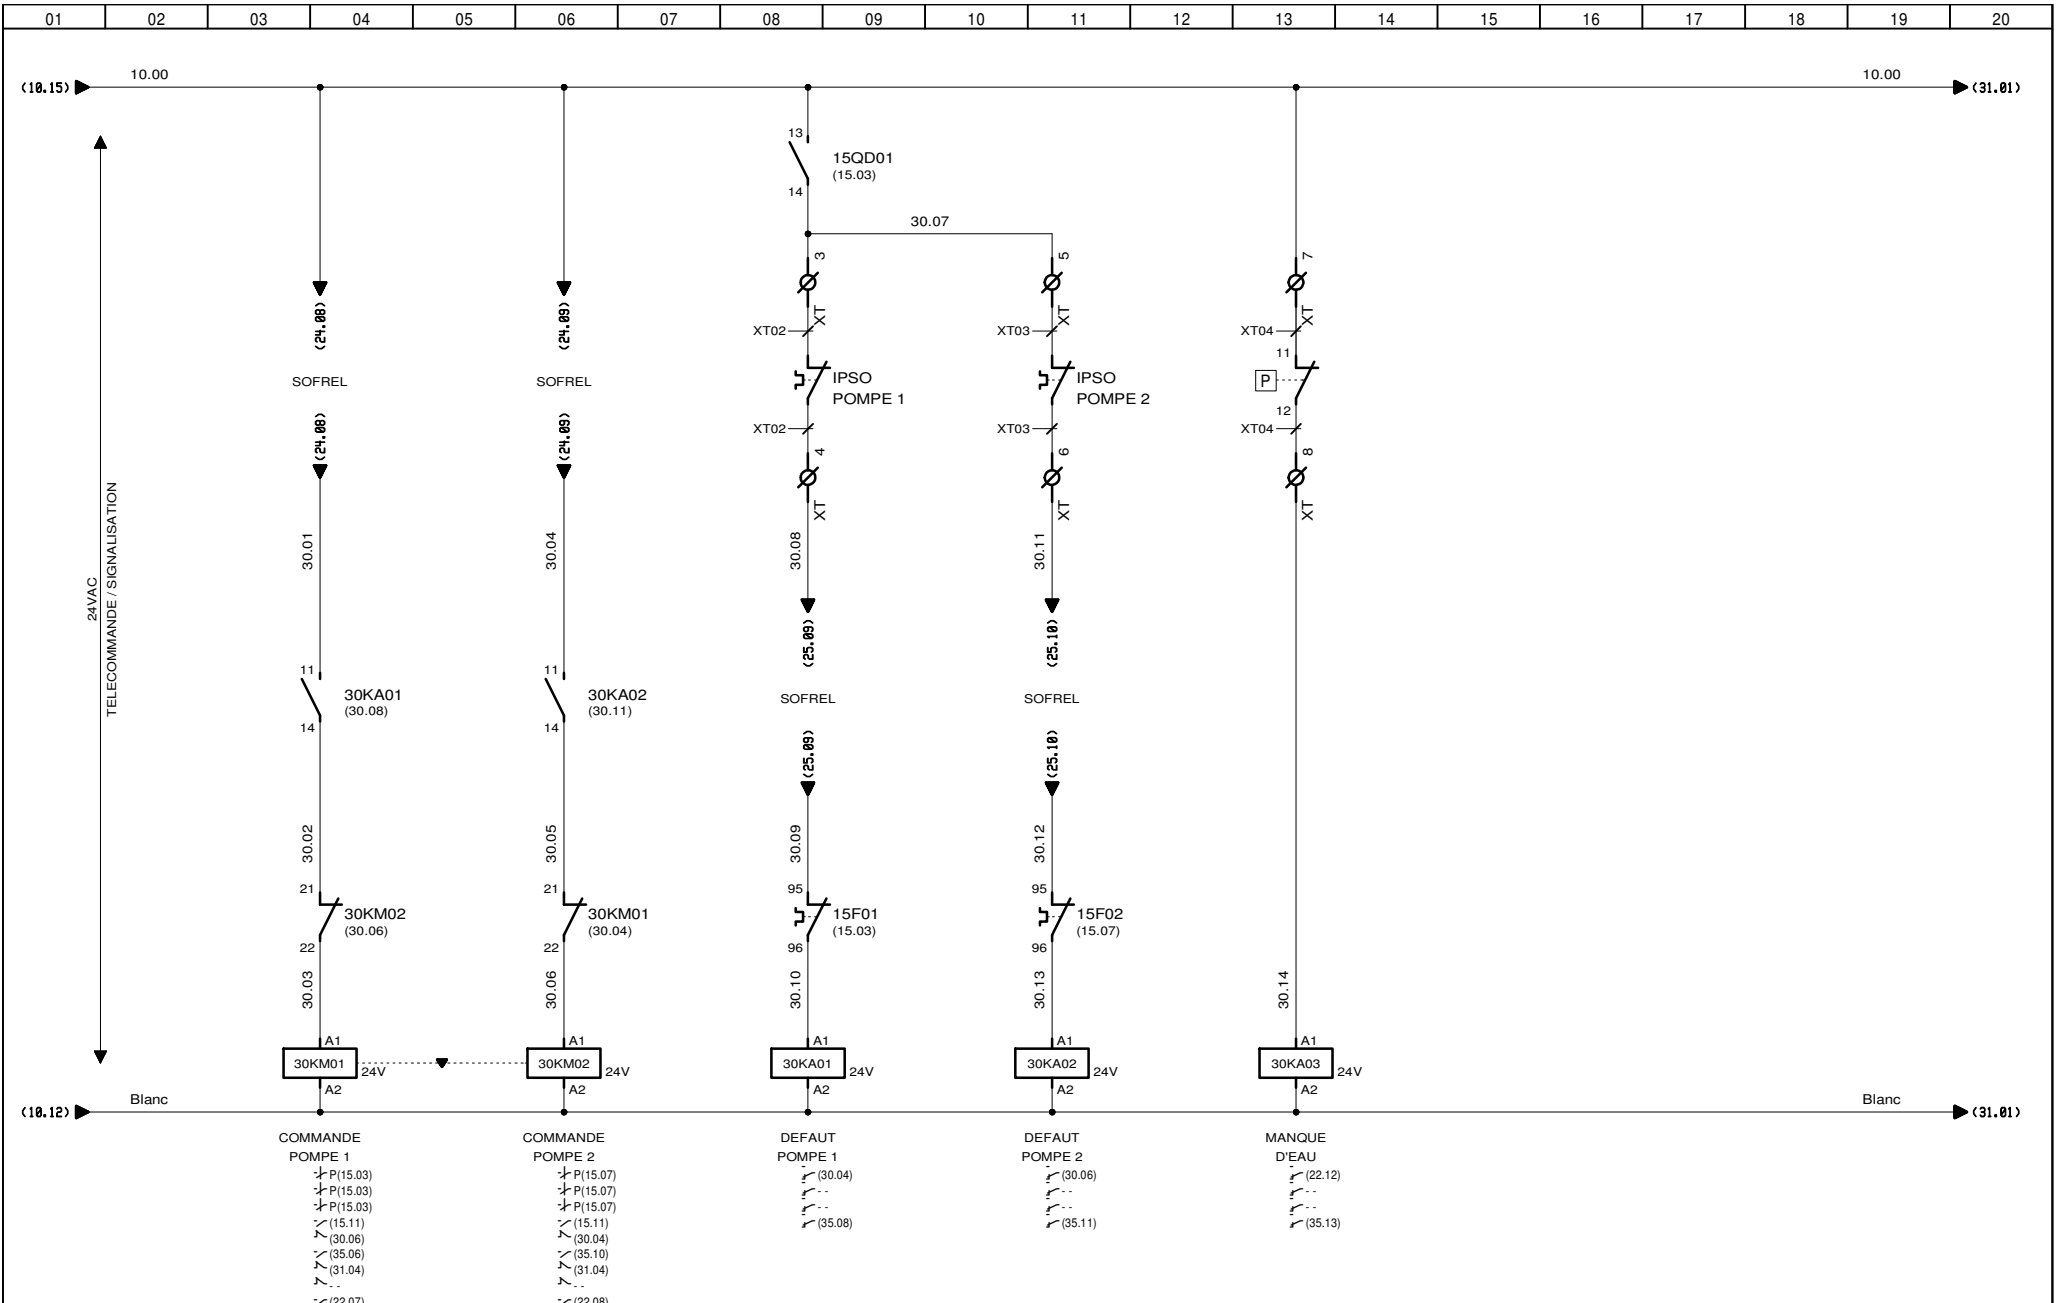 01 02 03 04 05 06 07 08 09 10 11 12 13 14 15 16 17 18 19 20
10.00 10.00
(10.15) (31.01)
13
15QD01
(15.03)
14
30.07
3 5 7
(24.08) (24.09) XT XT XT
XT02 XT03 XT04
11
SOFREL SOFREL IPSO IPSO P
POMPE 1 POMPE 2
12
(24.08) (24.09) XT02 XT03 XT04
4 6 8
XT XT XT
24VAC
TELECOMMANDE / SIGNALISATION
30.01 30.04 30.08 30.11
(25.09) (25.10)
11 11
30KA01 30KA02 SOFREL SOFREL
(30.08) (30.11)
14 14
(25.09) (25.10)
30.02 30.05 30.09 30.12
21 21 95 95
30KM02 30KM01 15F01 15F02
(30.06) (30.04) (15.03) (15.07)
22 22 96 96
30.03 30.06 30.10 30.13 30.14
A1 A1 A1 A1 A1
30KM01 30KM02 30KA01 30KA02 30KA03
24V 24V 24V 24V 24V
A2 A2 A2 A2 A2
Blanc Blanc
(10.12) (31.01)
COMMANDE COMMANDE DEFAUT DEFAUT MANQUE
POMPE 1 POMPE 2 POMPE 1 POMPE 2 D'EAU
P(15.03) P(15.07) (30.04) (30.06) (22.12)
P(15.03) P(15.07) - - - - - -
P(15.03) P(15.07) - - - - - -
(15.11) (15.11) (35.08) (35.11) (35.13)
(30.06) (30.04)
(35.06) (35.10)
(31.04) (31.04)
- - - -
(22.07) (22.08)